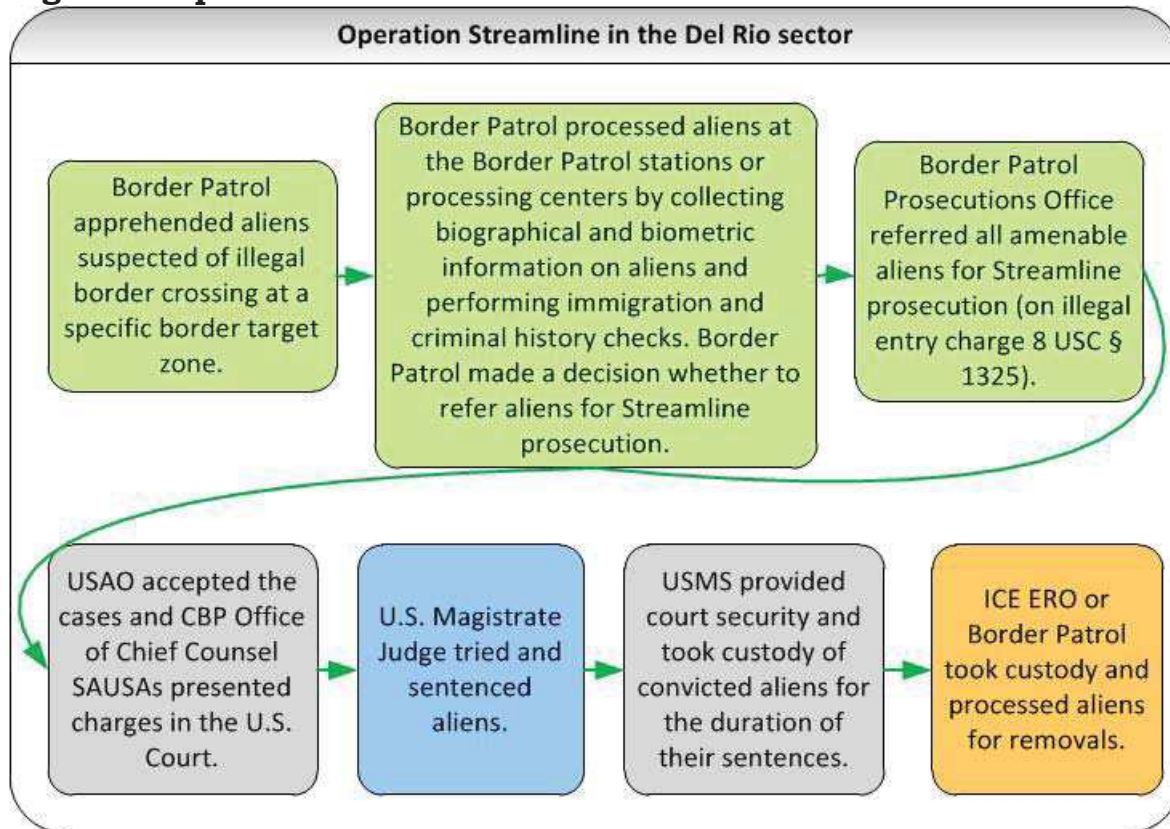 Operation Streamline in the Del Rio sector
Border Patrol
apprehended aliens
suspected of illegal
border crossing at a
specific border target
zone.
Border Patrol processed aliens at
the Border Patrol stations or
processing centers by collecting
biographical and biometric
information on aliens and
performing immigration and
criminal history checks. Border
Patrol made a decision whether to
refer aliens for Streamline
prosecution.
Border Patrol
Prosecutions Office
referred all amenable
aliens for Streamline
prosecution (on illegal
entry charge 8 USC §
1325).
USAO accepted the
cases and CBP Office
of Chief Counsel
SAUSAs presented
charges in the U.S.
Court.
U.S. Magistrate
Judge tried and
sentenced
aliens.
USMS provided
court security and
took custody of
convicted aliens for
the duration of
their sentences.
ICE ERO or
Border Patrol
took custody and
processed aliens
for removals.